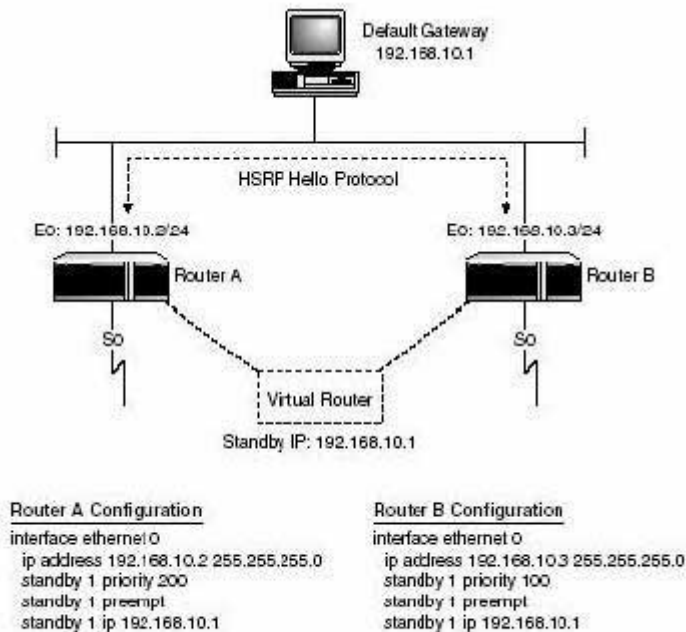 Default Gateway
192.168.10.1
HSRP Hello Protocol
E0: 192.168.10.2/24
E0: 192.168.10.3/24
Router A
Router B
S0
S0
Virtual Router
Standby IP: 192.168.10.1
Router A Configuration
interface ethernet 0
ip address 192.168.10.2 255.255.255.0
standby 1 priority 200
standby 1 preempt
standby 1 ip 192.168.10.1
Router B Configuration
interface ethernet 0
ip address 192.168.10.3 255.255.255.0
standby 1 priority 100
standby 1 preempt
standby 1 ip 192.168.10.1